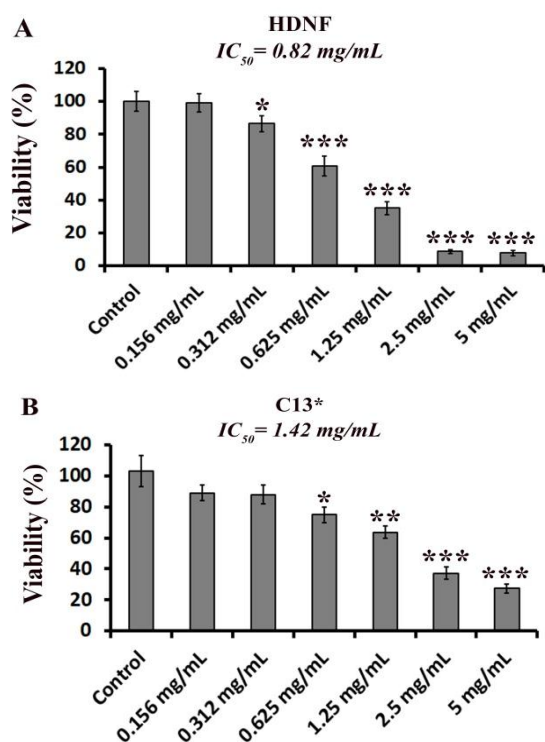 A
HDNF
IC50= 0.82 mg/mL
Viability (%)
120
100
80
60
40
20
0
*
***
***
***
***
Control
0.156 mg/mL
0.312 mg/mL
0.625 mg/mL
1.25 mg/mL
2.5 mg/mL
5 mg/mL
B
C13*
IC50= 1.42 mg/mL
Viability (%)
120
100
80
60
40
20
0
*
**
***
***
Control
0.156 mg/mL
0.312 mg/mL
0.625 mg/mL
1.25 mg/mL
2.5 mg/mL
5 mg/mL